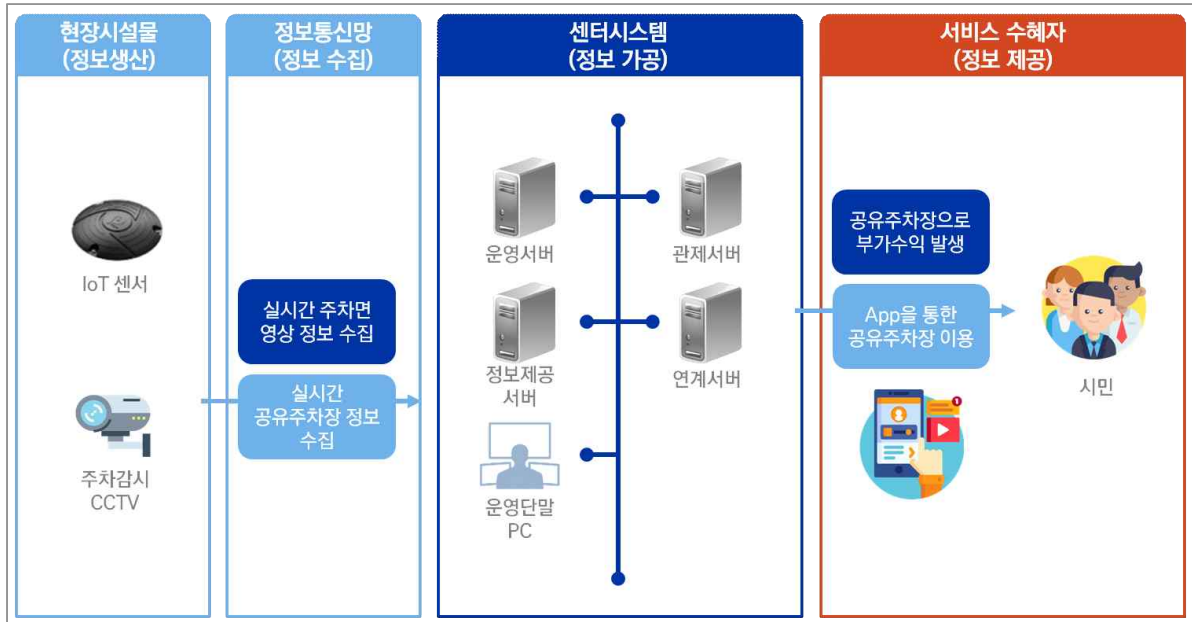 현장시설물
(정보생산)
정보통신망
(정보 수집)
센터시스템
(정보 가공)
서비스 수혜자
(정보 제공)
IoT 센서
주차감시
CCTV
실시간 주차면
영상 정보 수집
실시간
공유주차장 정보
수집
운영서버
관제서버
정보제공
서버
연계서버
운영단말
PC
공유주차장으로
부가수익 발생
App을 통한
공유주차장 이용
1
시민